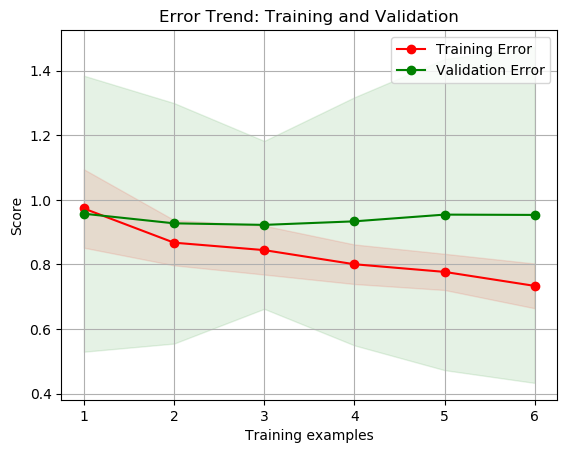 Error Trend: Training and Validation
Training Error
Validation Error
1.4
1.2
1.0
0.8
0.6
0.4
Score
1 2 3 4 5 6
Training examples